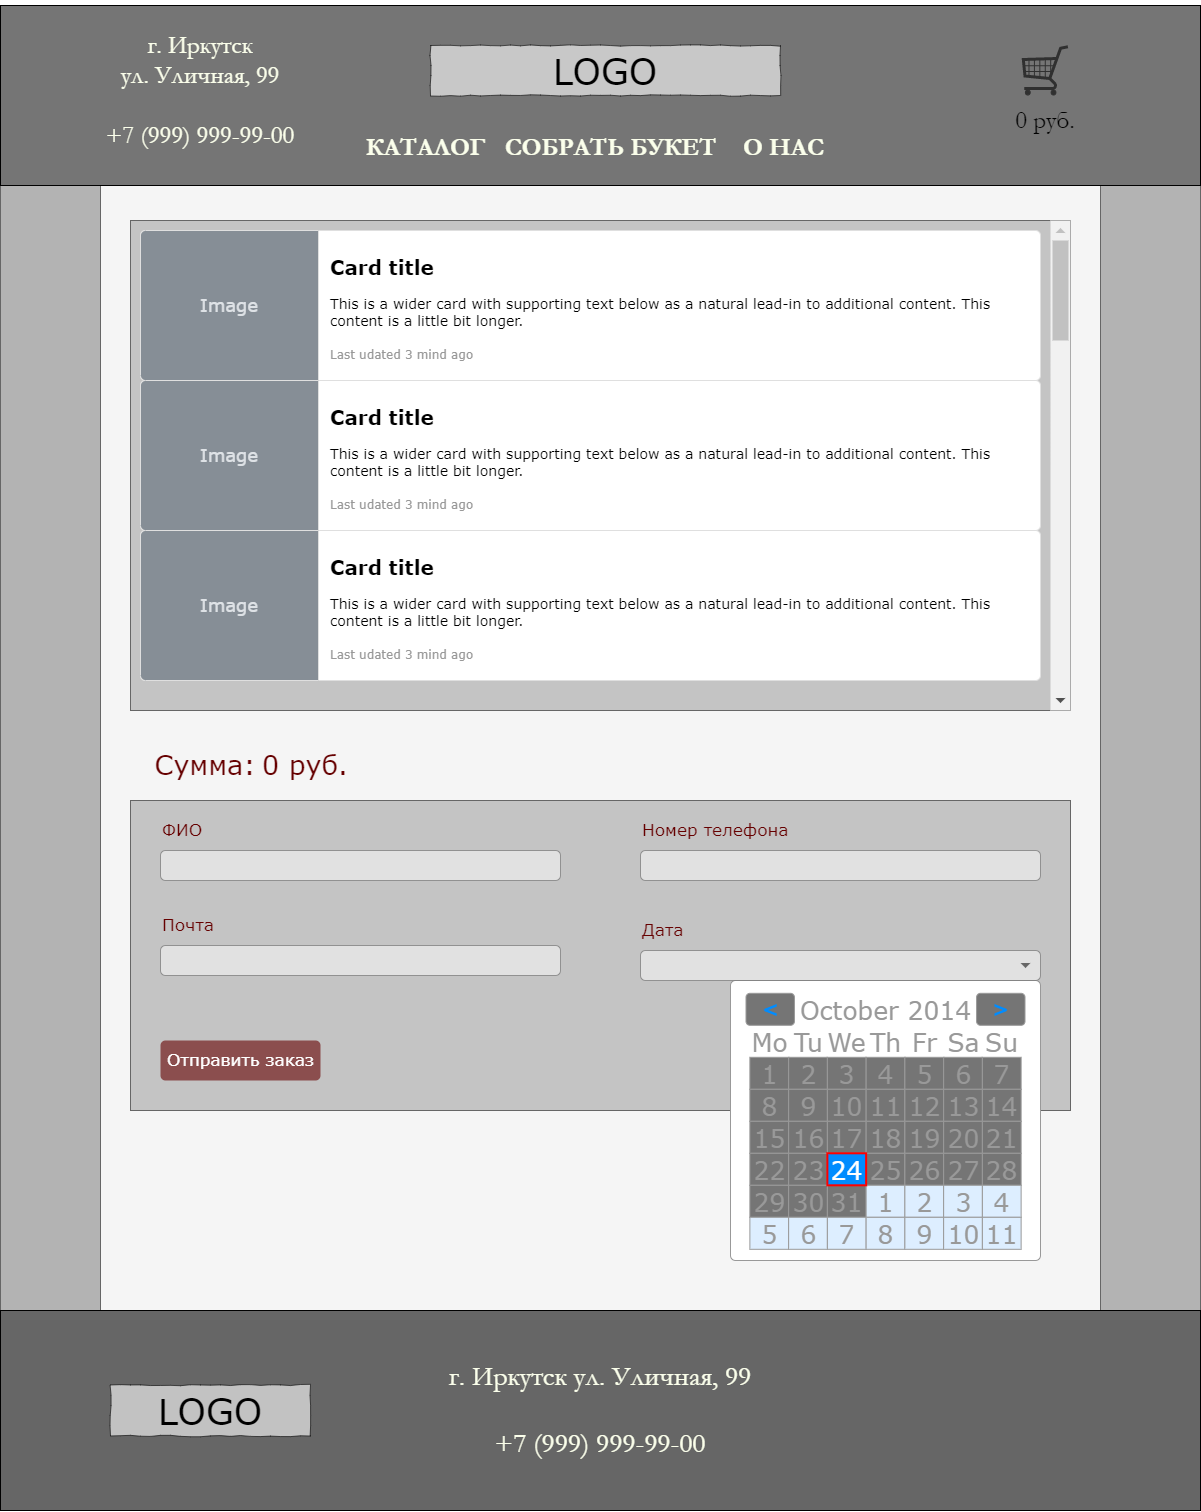 г. Иркутск
ул. Уличная, 99
+7 (999) 999-99-00
LOGO
КАТАЛОГ СОБРАТЬ БУКЕТ О НАС
0 руб.
Image
Card title
This is a wider card with supporting text below as a natural lead-in to additional content. This
content is a little bit longer.
Last udated 3 mind ago
Image
Card title
This is a wider card with supporting text below as a natural lead-in to additional content. This
content is a little bit longer.
Last udated 3 mind ago
Image
Card title
This is a wider card with supporting text below as a natural lead-in to additional content. This
content is a little bit longer.
Last udated 3 mind ago
Сумма: 0 руб.
ФИО
Номер телефона
Почта
Дата
Отправить заказ
< October 2014 >
Mo Tu We Th Fr Sa Su
1 2 3 4 5 6 7
8 9 10 11 12 13 14
15 16 17 18 19 20 21
22 23 24 25 26 27 28
29 30 31 1 2 3 4
5 6 7 8 9 10 11
LOGO
г. Иркутск ул. Уличная, 99
+7 (999) 999-99-00